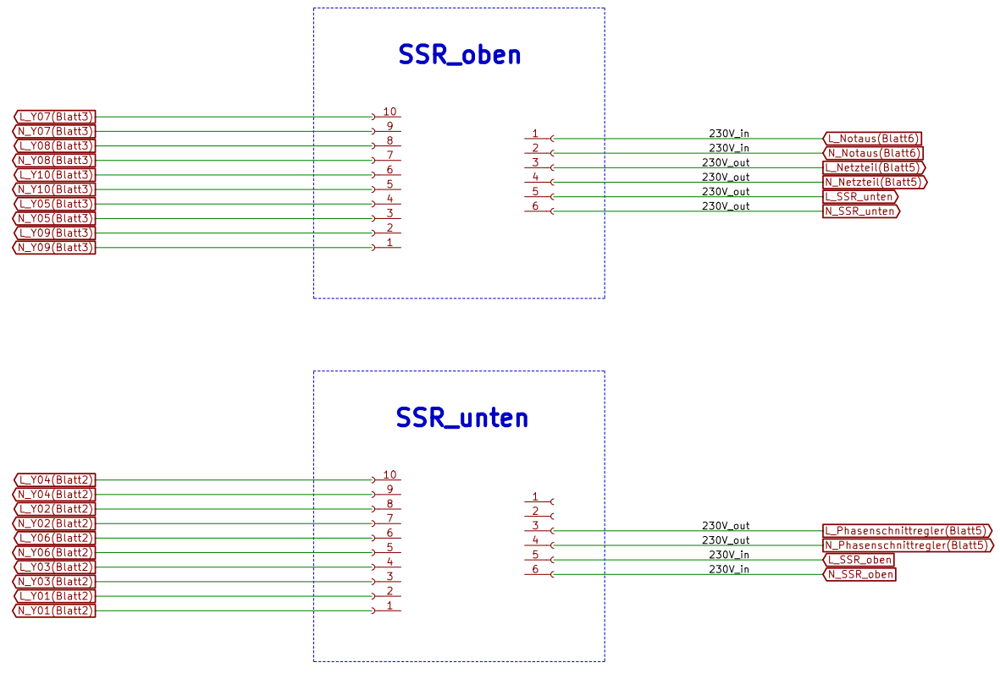 SSR_oben
L_Y07(Blatt3) 10
N_Y07(Blatt3) 9
L_Y08(Blatt3) 8
N_Y08(Blatt3) 7
L_Y10(Blatt3) 6
N_Y10(Blatt3) 5
L_Y05(Blatt3) 4
N_Y05(Blatt3) 3
L_Y09(Blatt3) 2
N_Y09(Blatt3) 1
1 230V_in L_Notaus(Blatt6)
2 230V_in N_Notaus(Blatt6)
3 230V_out L_Netzteil(Blatt5)
4 230V_out N_Netzteil(Blatt5)
5 230V_out L_SSR_unten
6 230V_out N_SSR_unten
SSR_unten
L_Y04(Blatt2) 10
N_Y04(Blatt2) 9
L_Y02(Blatt2) 8
N_Y02(Blatt2) 7
L_Y06(Blatt2) 6
N_Y06(Blatt2) 5
L_Y03(Blatt2) 4
N_Y03(Blatt2) 3
L_Y01(Blatt2) 2
N_Y01(Blatt2) 1
1
2
3 230V_out L_Phasenschnittregler(Blatt5)
4 230V_out N_Phasenschnittregler(Blatt5)
5 230V_in L_SSR_oben
6 230V_in N_SSR_oben